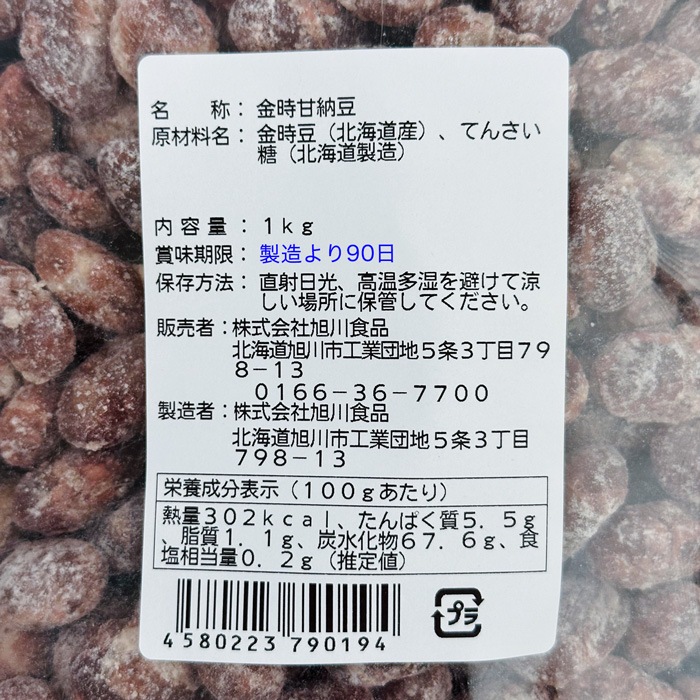 名　　称：金時甘納豆
原材料名：金時豆（北海道産）、てんさい
糖（北海道製造）
内容量：１ｋｇ
賞味期限：製造より90日
保存方法：直射日光、高温多湿を避けて涼
しい場所に保管してください。
販売者：株式会社旭川食品
北海道旭川市工業団地５条３丁目７９
８－１３
０１６６－３６－７７００
製造者：株式会社旭川食品
北海道旭川市工業団地５条３丁目
７９８－１３
栄養成分表示（１００ｇあたり）
熱量３０２ｋｃａｌ、たんぱく質５．５ｇ
、脂質１．１ｇ、炭水化物６７．６ｇ、食
塩相当量０．２ｇ（推定値）
4 580223 790194
プラ